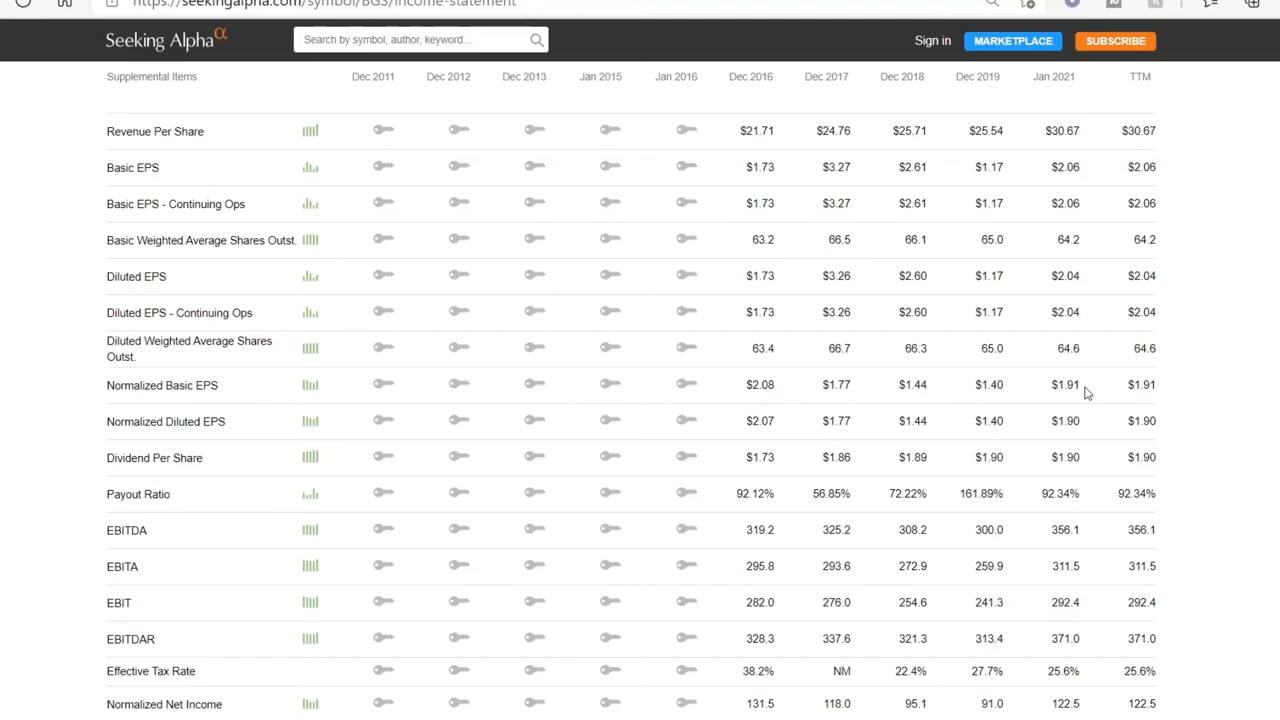 https://seekingalpha.com/symbol/BGS/income-statement
Seeking Alphaα Search by symbol, author, keyword... Sign in MARKETPLACE SUBSCRIBE
Supplemental Items Dec 2011 Dec 2012 Dec 2013 Jan 2015 Jan 2016 Dec 2016 Dec 2017 Dec 2018 Dec 2019 Jan 2021 TTM
Revenue Per Share $21.71 $24.76 $25.71 $25.54 $30.67 $30.67
Basic EPS $1.73 $3.27 $2.61 $1.17 $2.06 $2.06
Basic EPS - Continuing Ops $1.73 $3.27 $2.61 $1.17 $2.06 $2.06
Basic Weighted Average Shares Outst. 63.2 66.5 66.1 65.0 64.2 64.2
Diluted EPS $1.73 $3.26 $2.60 $1.17 $2.04 $2.04
Diluted EPS - Continuing Ops $1.73 $3.26 $2.60 $1.17 $2.04 $2.04
Diluted Weighted Average Shares
Outst. 63.4 66.7 66.3 65.0 64.6 64.6
Normalized Basic EPS $2.08 $1.77 $1.44 $1.40 $1.91 $1.91
Normalized Diluted EPS $2.07 $1.77 $1.44 $1.40 $1.90 $1.90
Dividend Per Share $1.73 $1.86 $1.89 $1.90 $1.90 $1.90
Payout Ratio 92.12% 56.85% 72.22% 161.89% 92.34% 92.34%
EBITDA 319.2 325.2 308.2 300.0 356.1 356.1
EBITA 295.8 293.6 272.9 259.9 311.5 311.5
EBIT 282.0 276.0 254.6 241.3 292.4 292.4
EBITDAR 328.3 337.6 321.3 313.4 371.0 371.0
Effective Tax Rate 38.2% NM 22.4% 27.7% 25.6% 25.6%
Normalized Net Income 131.5 118.0 95.1 91.0 122.5 122.5